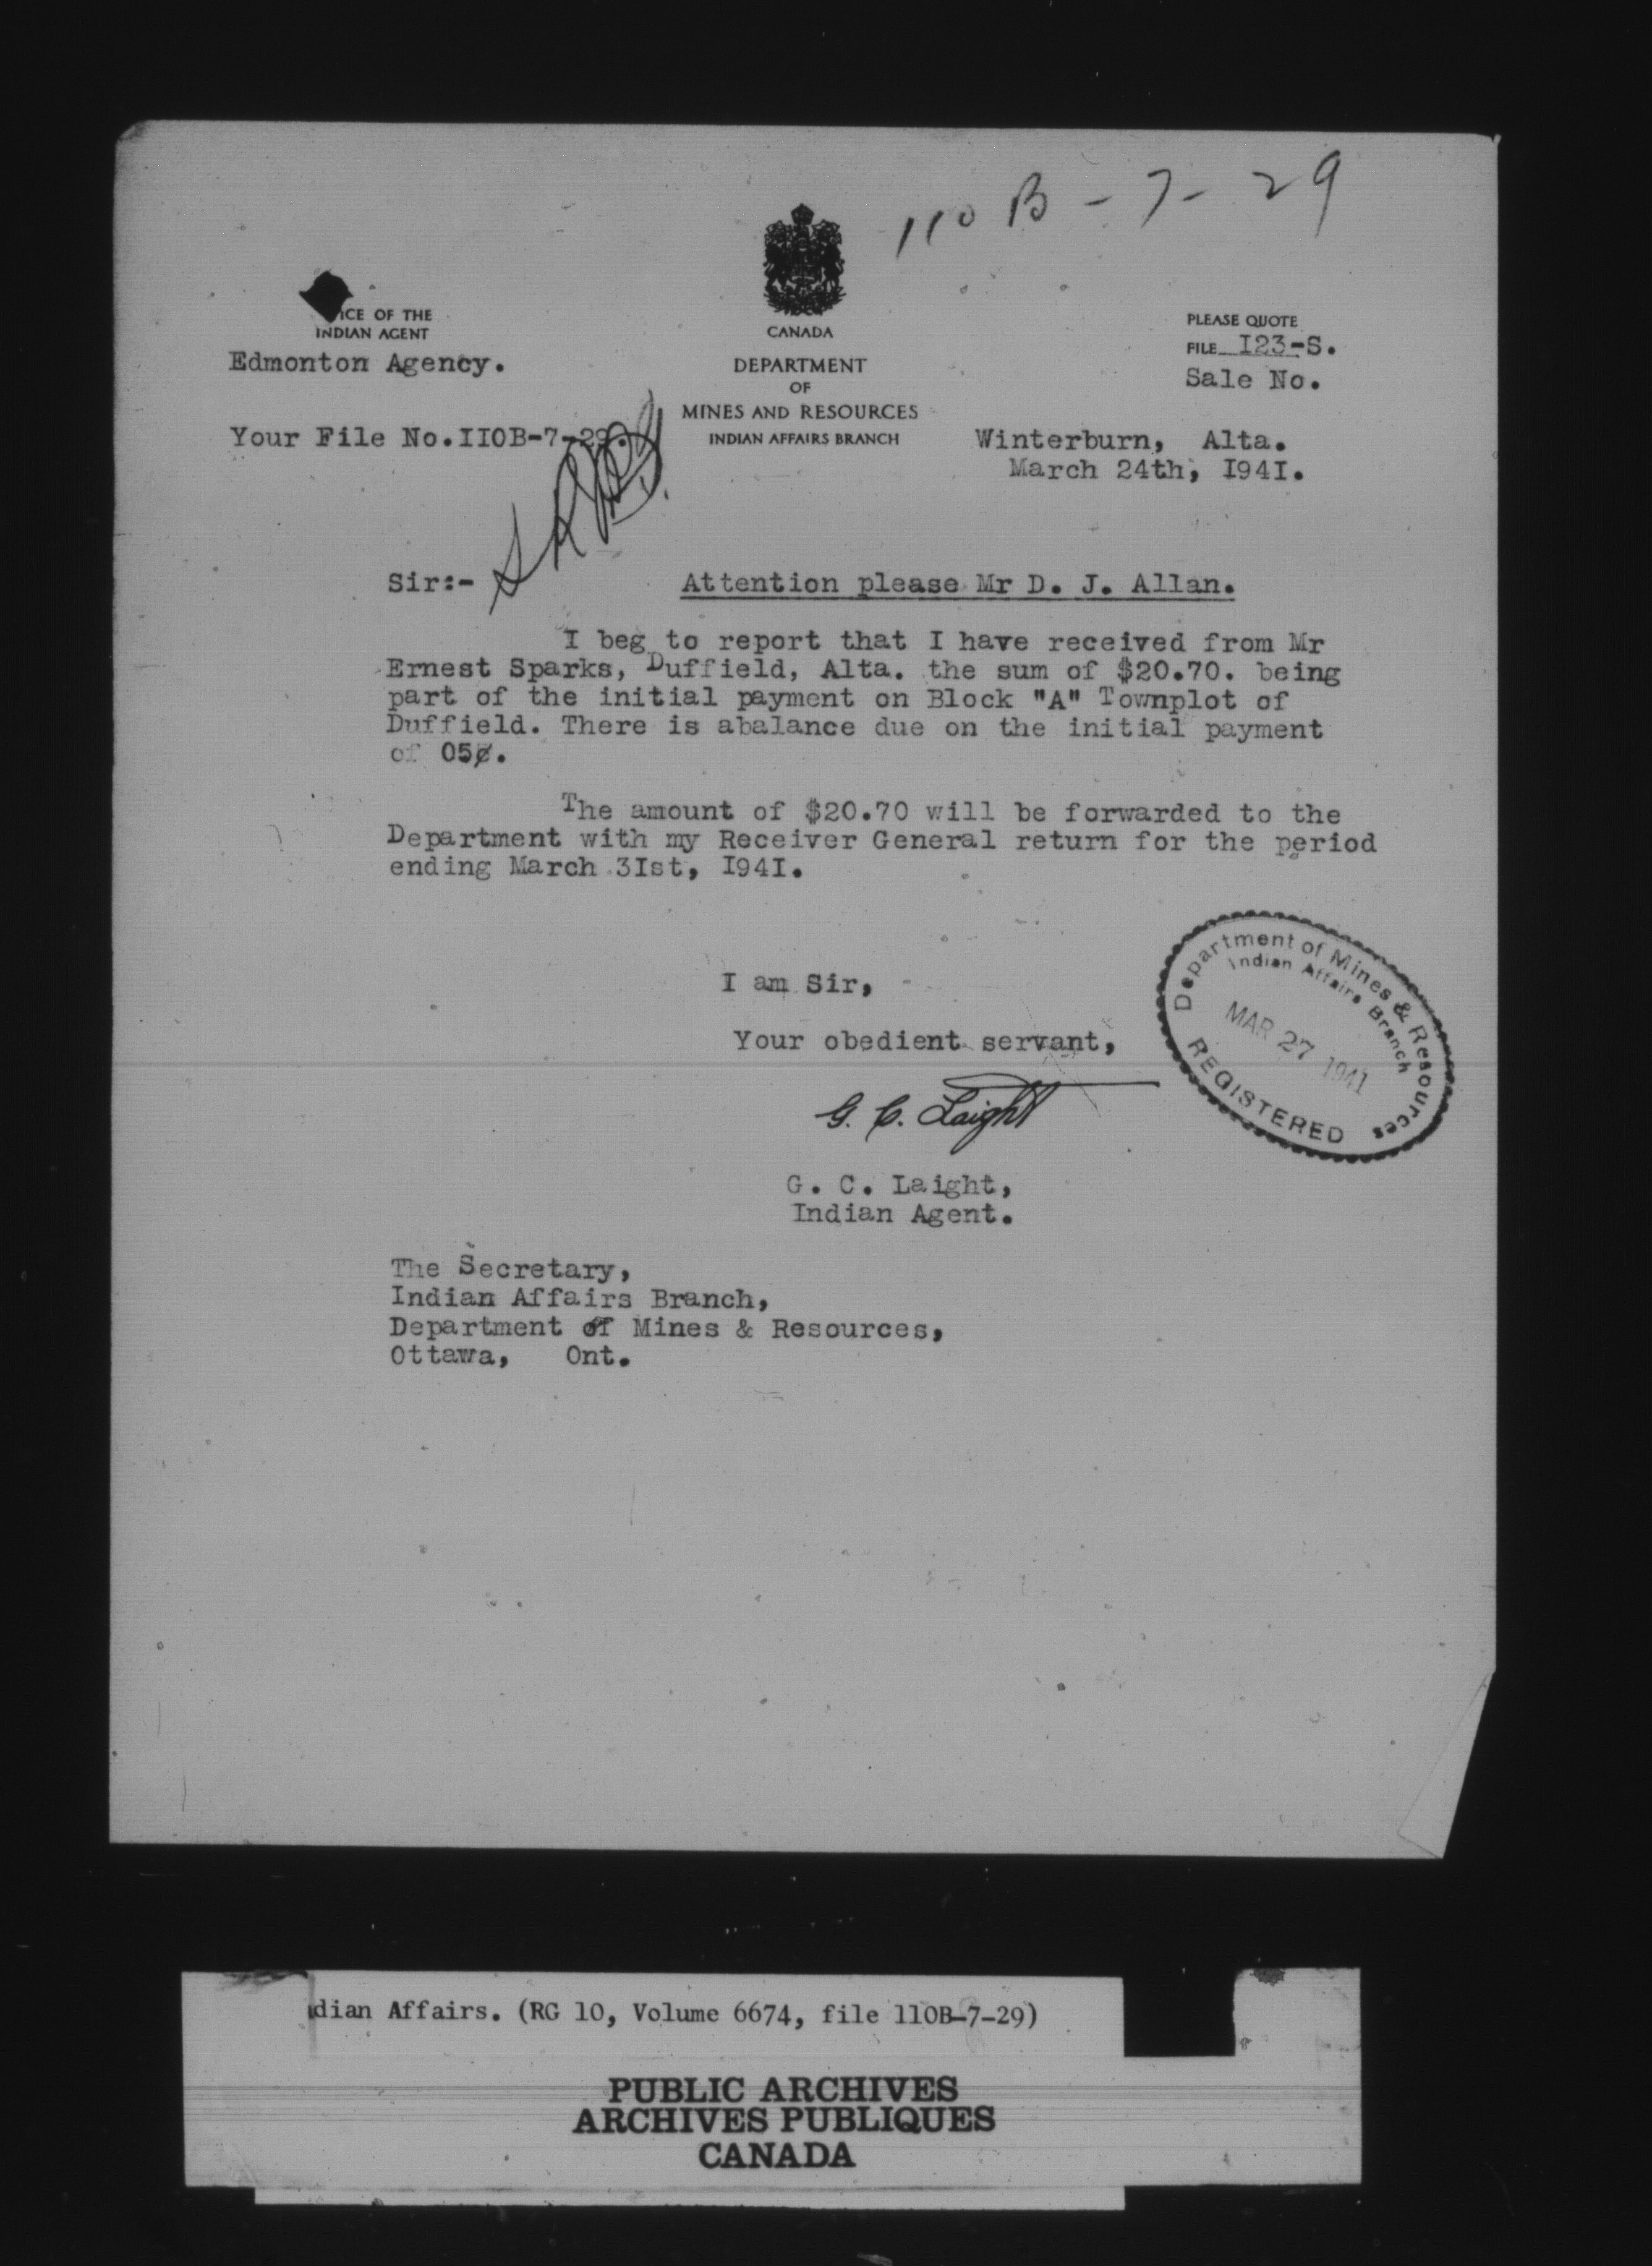 110 B - 7 - 29
ICE OF THE
INDIAN AGENT
Edmonton Agency.
Your File No.IIOB-7-29.
CANADA
DEPARTMENT
OF
MINES AND RESOURCES
INDIAN AFFAIRS BRANCH
PLEASE QUOTE
FILE I23-S.
Sale No.
Winterburn, Alta.
March 24th, I94I.
Sir:-
Attention please Mr D. J. Allan.
I beg to report that I have received from Mr
Ernest Sparks, Duffield, Alta. the sum of $20.70. being
part of the initial payment on Block "A" Townplot of
Duffield. There is abalance due on the initial payment
of 05¢.
The amount of $20.70 will be forwarded to the
Department with my Receiver General return for the period
ending March 3Ist, I94I.
I am Sir,
Your obedient servant,
G. C. Laight
G. C. Laight,
Indian Agent.
Department of Mines & Resources
Indian Affairs Branch
MAR 27 1941
REGISTERED
The Secretary,
Indian Affairs Branch,
Department of Mines & Resources,
Ottawa, Ont.
dian Affairs. (RG 10, Volume 6674, file 110B-7-29)
PUBLIC ARCHIVES
ARCHIVES PUBLIQUES
CANADA